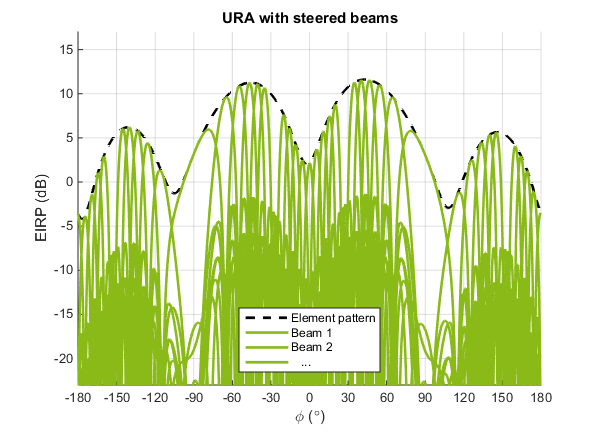 URA with steered beams
EIRP (dB)
15
10
5
0
-5
-10
-15
-20
Element pattern
Beam 1
Beam 2
...
-180 -150 -120 -90 -60 -30 0 30 60 90 120 150 180
ϕ (°)